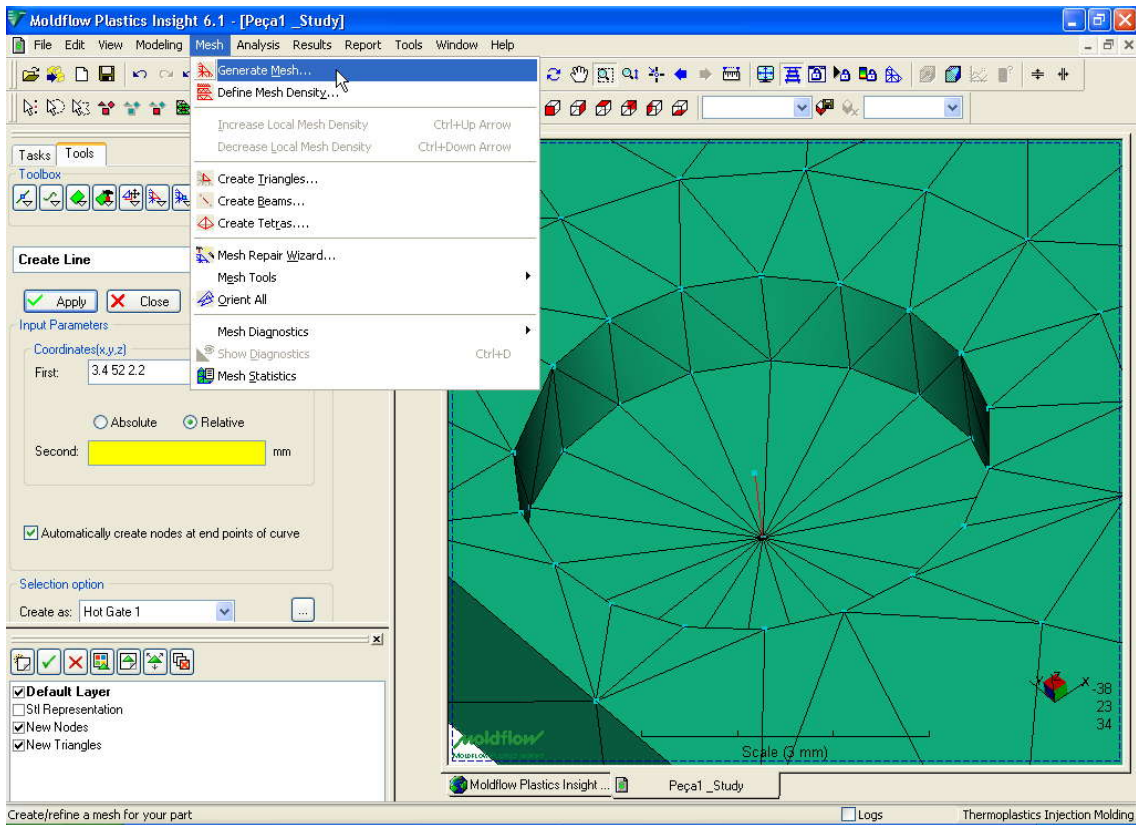 Moldflow Plastics Insight 6.1 - [Peça1 _Study]
File Edit View Modeling Mesh Analysis Results Report Tools Window Help
Generate Mesh...
Define Mesh Density...
Increase Local Mesh Density Ctrl+Up Arrow
Decrease Local Mesh Density Ctrl+Down Arrow
Create Triangles...
Create Beams...
Create Tetras....
Mesh Repair Wizard...
Mesh Tools
Orient All
Mesh Diagnostics
Show Diagnostics Ctrl+D
Mesh Statistics
Tasks Tools
Toolbox
Create Line
Apply Close
Input Parameters
Coordinates(x,y,z)
First: 3.4 52 2.2
Absolute Relative
Second: mm
Automatically create nodes at end points of curve
Selection option
Create as: Hot Gate 1 ...
Default Layer
Stl Representation
New Nodes
New Triangles
Z
Y X
-38
23
34
moldflow
Scale (3 mm)
Moldflow Plastics Insight ... Peça1 _Study
Create/refine a mesh for your part Logs Thermoplastics Injection Molding